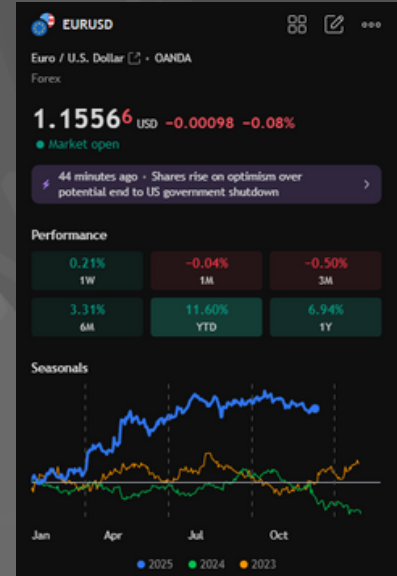 EURUSD
Euro / U.S. Dollar • OANDA
Forex
1.15566 USD −0.00098 −0.08%
Market open
44 minutes ago • Shares rise on optimism over
potential end to US government shutdown
Performance
0.21% −0.04% −0.50%
1W 1M 3M
3.31% 11.60% 6.94%
6M YTD 1Y
Seasonals
Jan Apr Jul Oct
2025 2024 2023